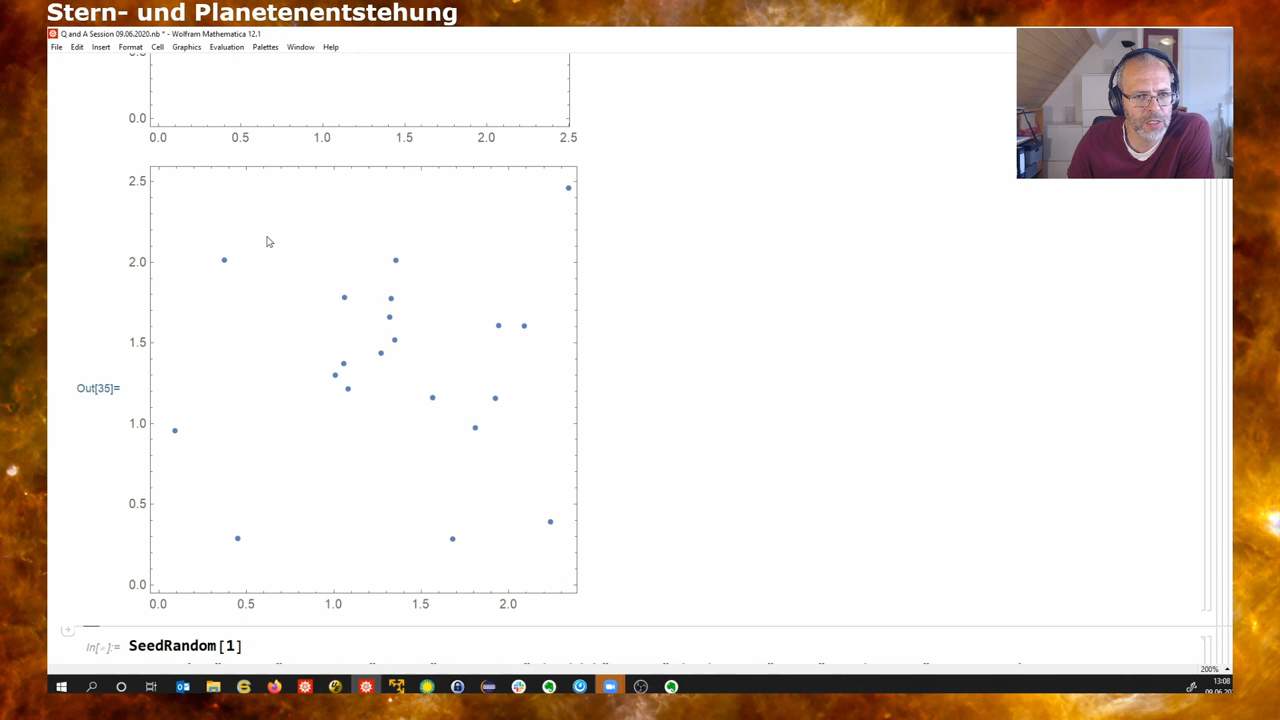 Stern- und Planetenentstehung
Q and A Session 09.06.2020.nb * - Wolfram Mathematica 12.1
File Edit Insert Format Cell Graphics Evaluation Palettes Window Help
0.0
0.0 0.5 1.0 1.5 2.0 2.5
2.5
2.0
1.5
Out[35]=
1.0
0.5
0.0
0.0 0.5 1.0 1.5 2.0
In[◦]:= SeedRandom[1]
200%
13:08